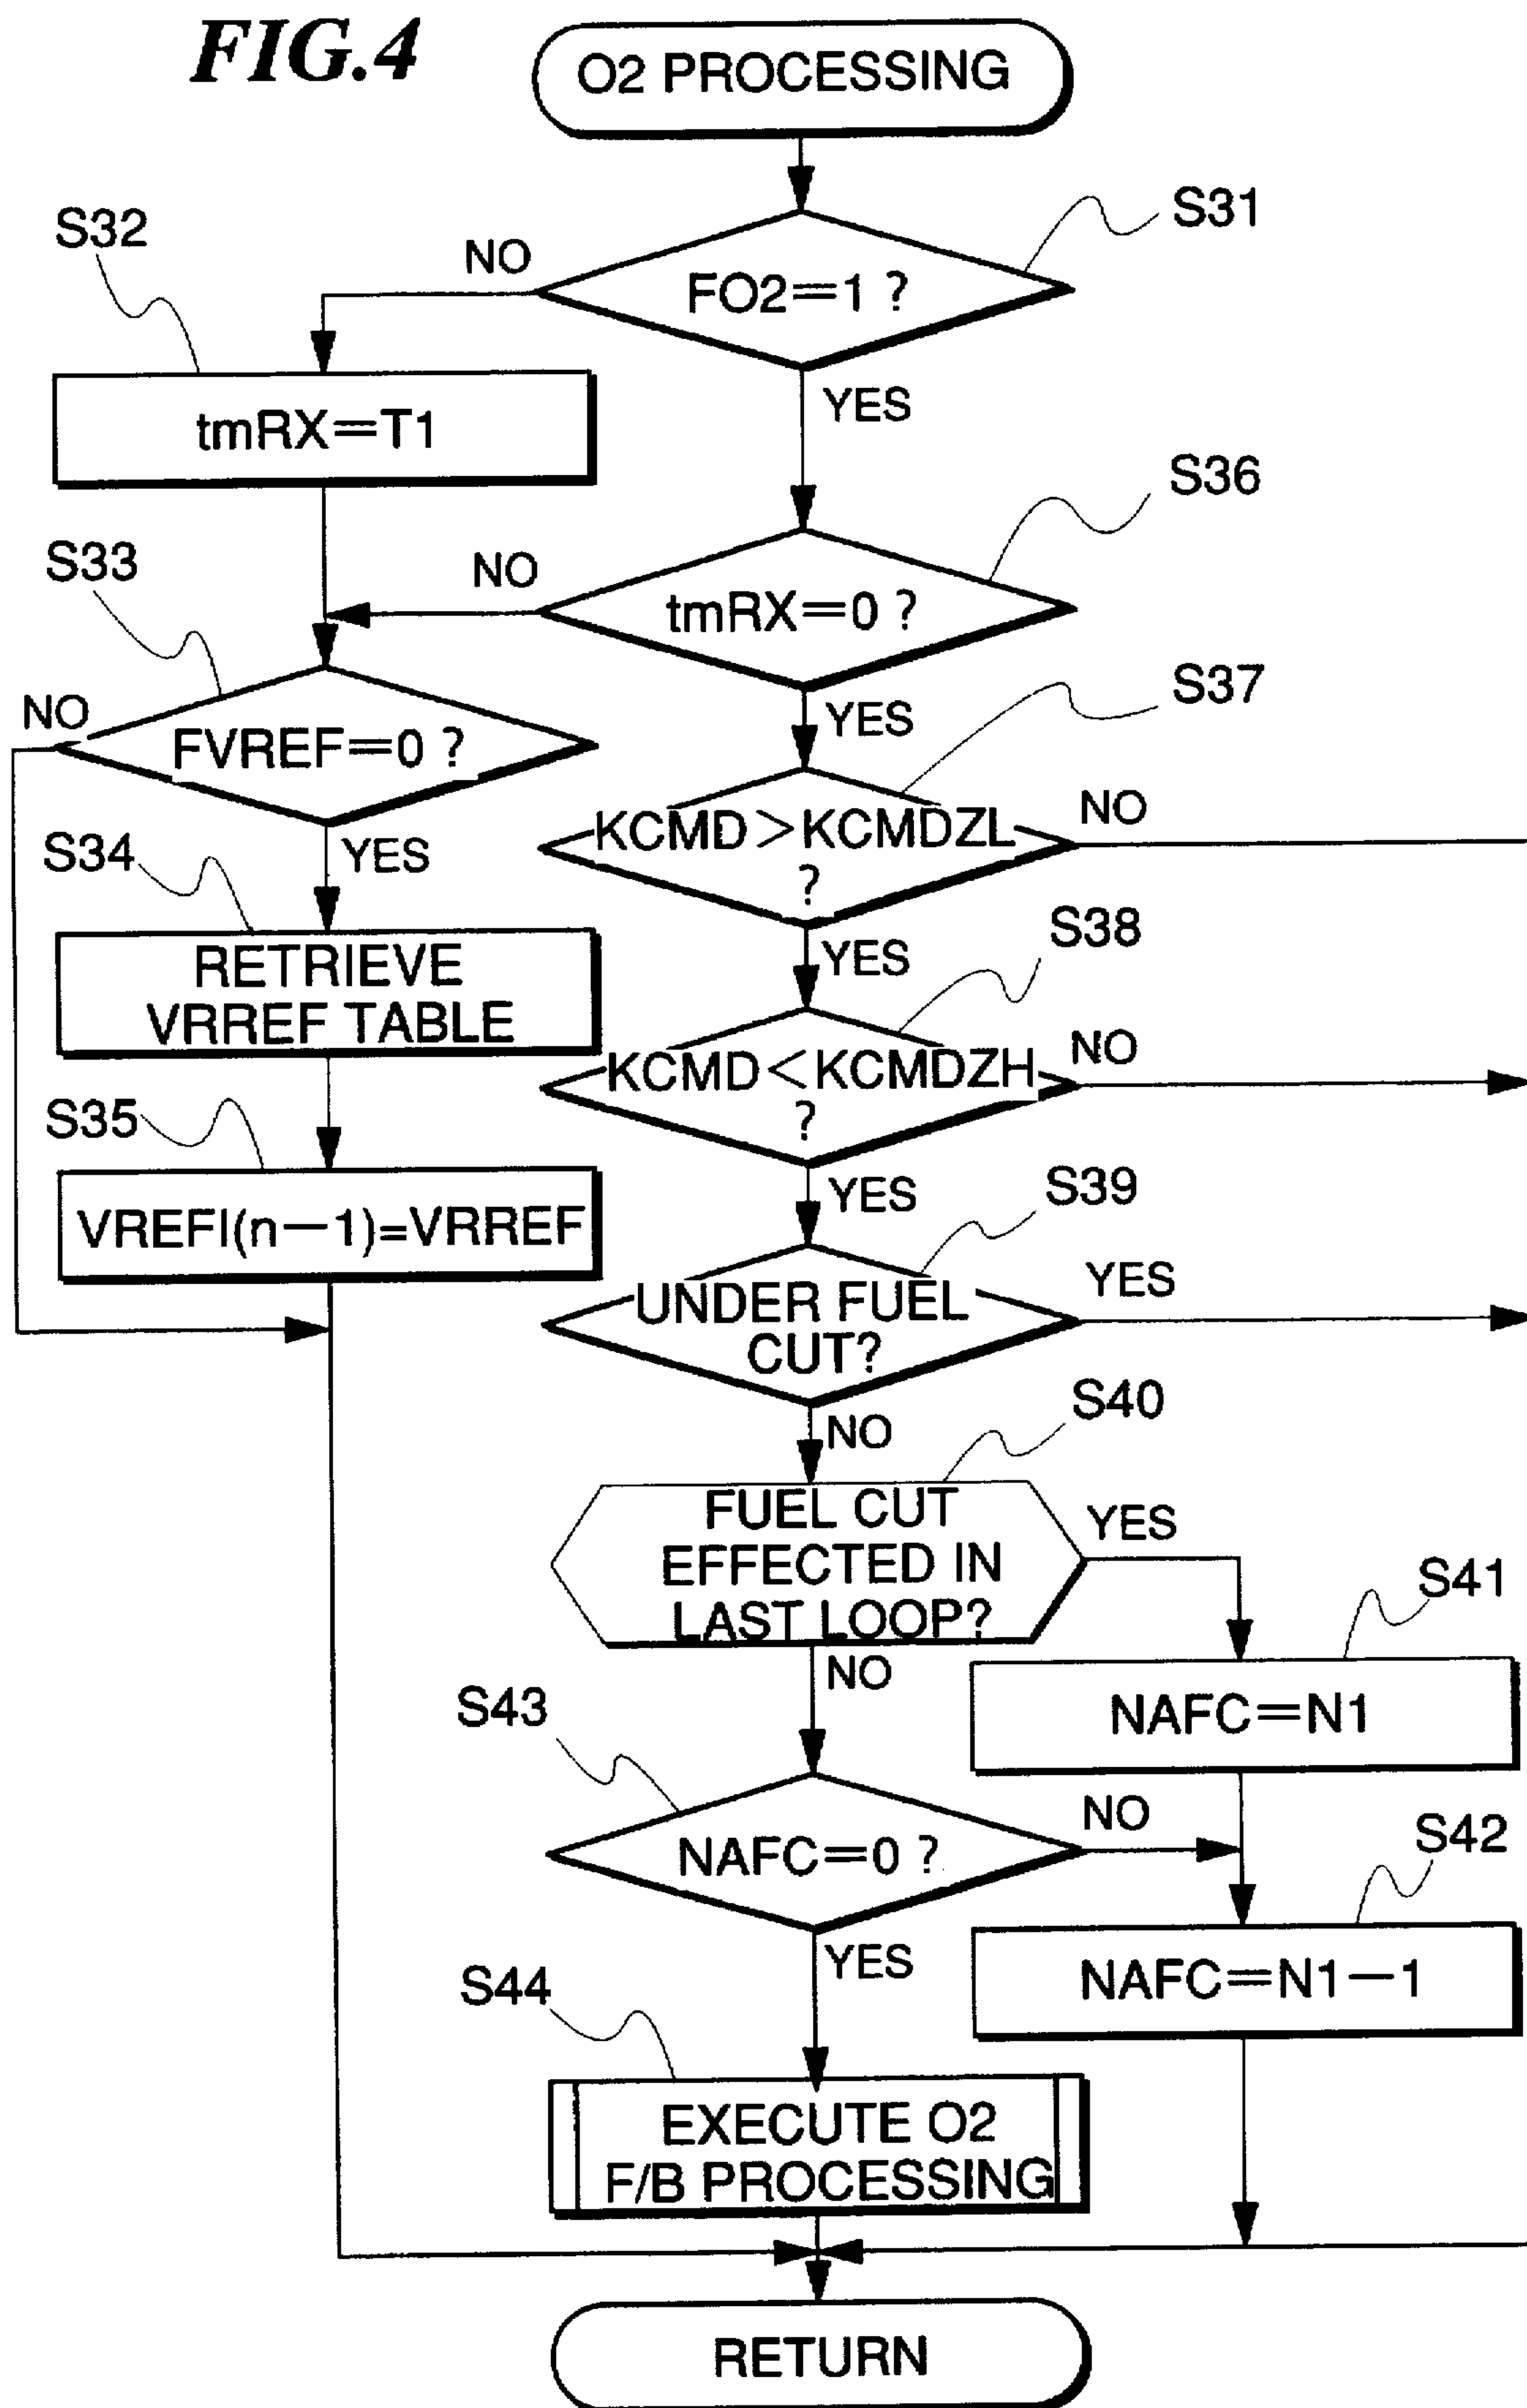 FIG.4
O2 PROCESSING
S31
FO2=1 ?
NO
YES
S32
tmRX=T1
S36
tmRX=0 ?
NO
YES
S33
FVREF=0 ?
NO
YES
S37
KCMD>KCMDZL
?
NO
YES
S34
RETRIEVE
VRREF TABLE
S38
KCMD<KCMDZH
?
NO
YES
S35
VREFI(n-1)=VRREF
S39
UNDER FUEL
CUT?
YES
NO
S40
FUEL CUT
EFFECTED IN
LAST LOOP?
YES
NO
S41
NAFC=N1
S43
NAFC=0 ?
NO
YES
S42
NAFC=N1-1
S44
EXECUTE O2
F/B PROCESSING
RETURN